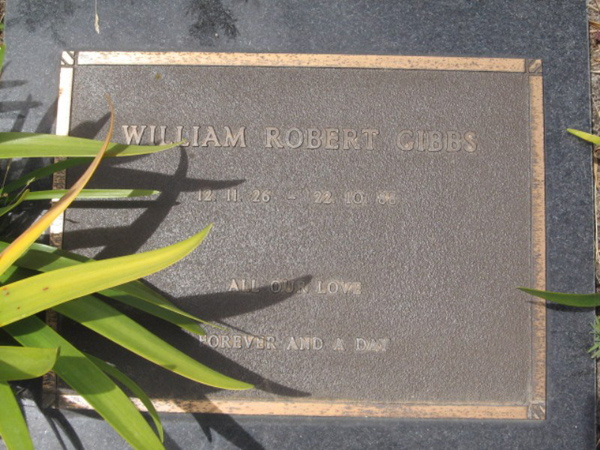 WILLIAM ROBERT GIBBS
12. 11. 26 - 22. 10.
ALL OUR LOVE
FOREVER AND A DAY